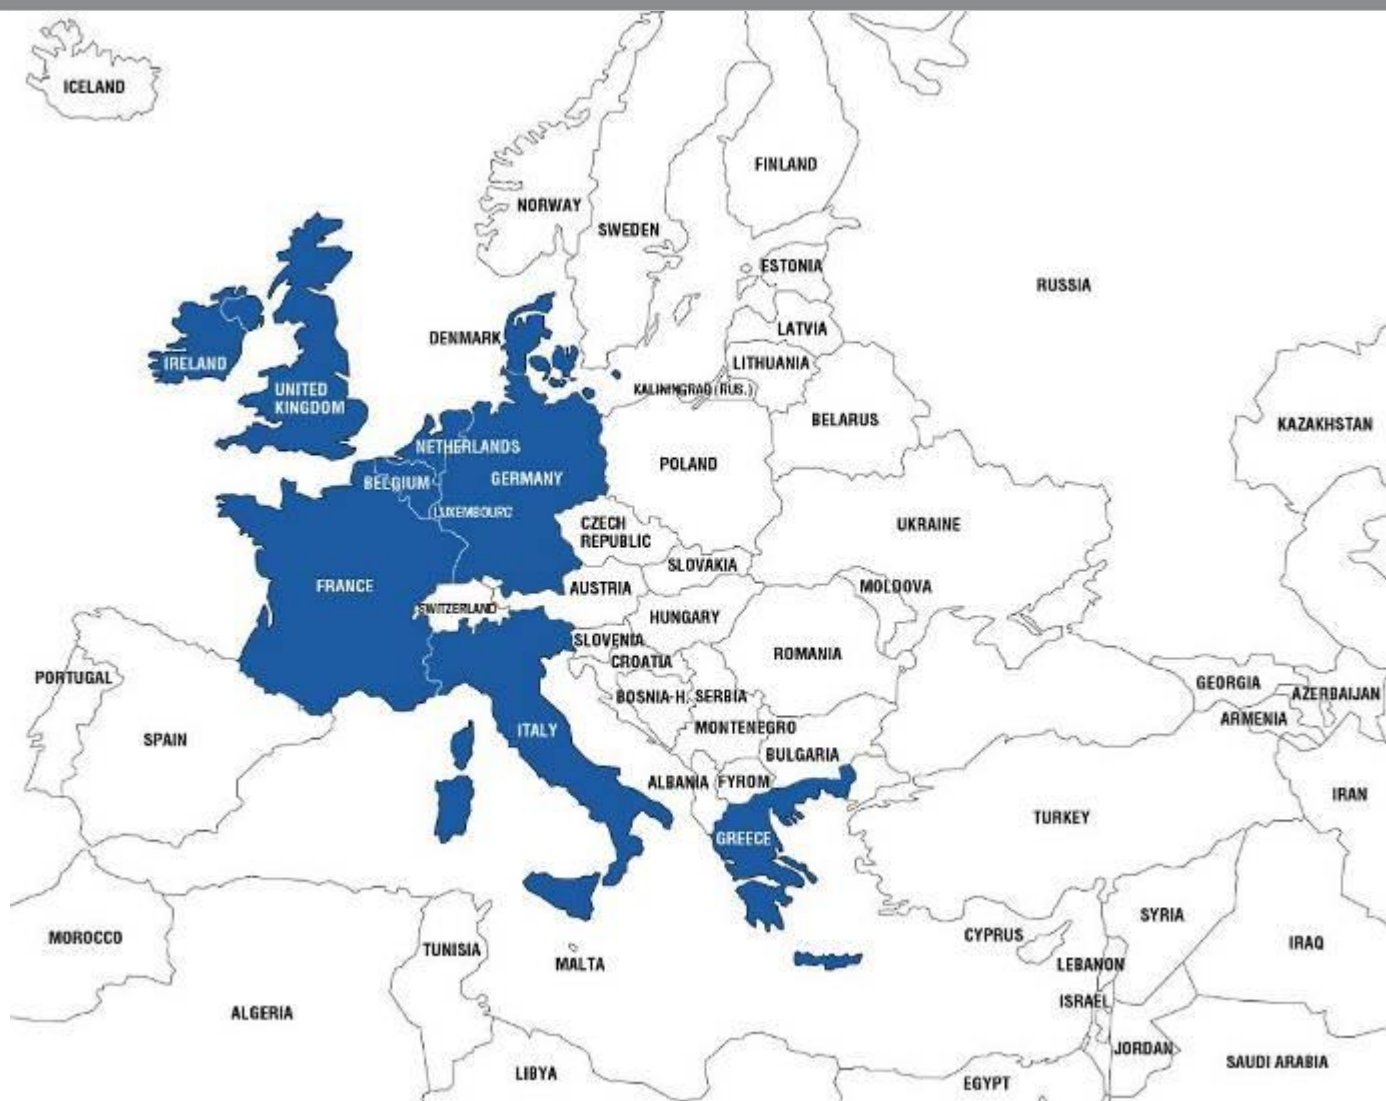 ICELAND
FINLAND
NORWAY
SWEDEN
ESTONIA
RUSSIA
LATVIA
DENMARK
LITHUANIA
IRELAND
KALININGRAD (RUS.)
UNITED
KINGDOM
BELARUS
KAZAKHSTAN
NETHERLANDS
POLAND
GERMANY
BELGIUM
LUXEMBOURG
CZECH
REPUBLIC
UKRAINE
SLOVAKIA
FRANCE
AUSTRIA
MOLDOVA
SWITZERLAND
HUNGARY
SLOVENIA
CROATIA
ROMANIA
PORTUGAL
GEORGIA
AZERBAIJAN
BOSNIA-H.
SERBIA
ARMENIA
MONTENEGRO
ITALY
SPAIN
BULGARIA
ALBANIA
FYROM
IRAN
TURKEY
GREECE
SYRIA
CYPRUS
MOROCCO
IRAQ
TUNISIA
MALTA
LEBANON
ISRAEL
ALGERIA
JORDAN
SAUDI ARABIA
LIBYA
EGYPT